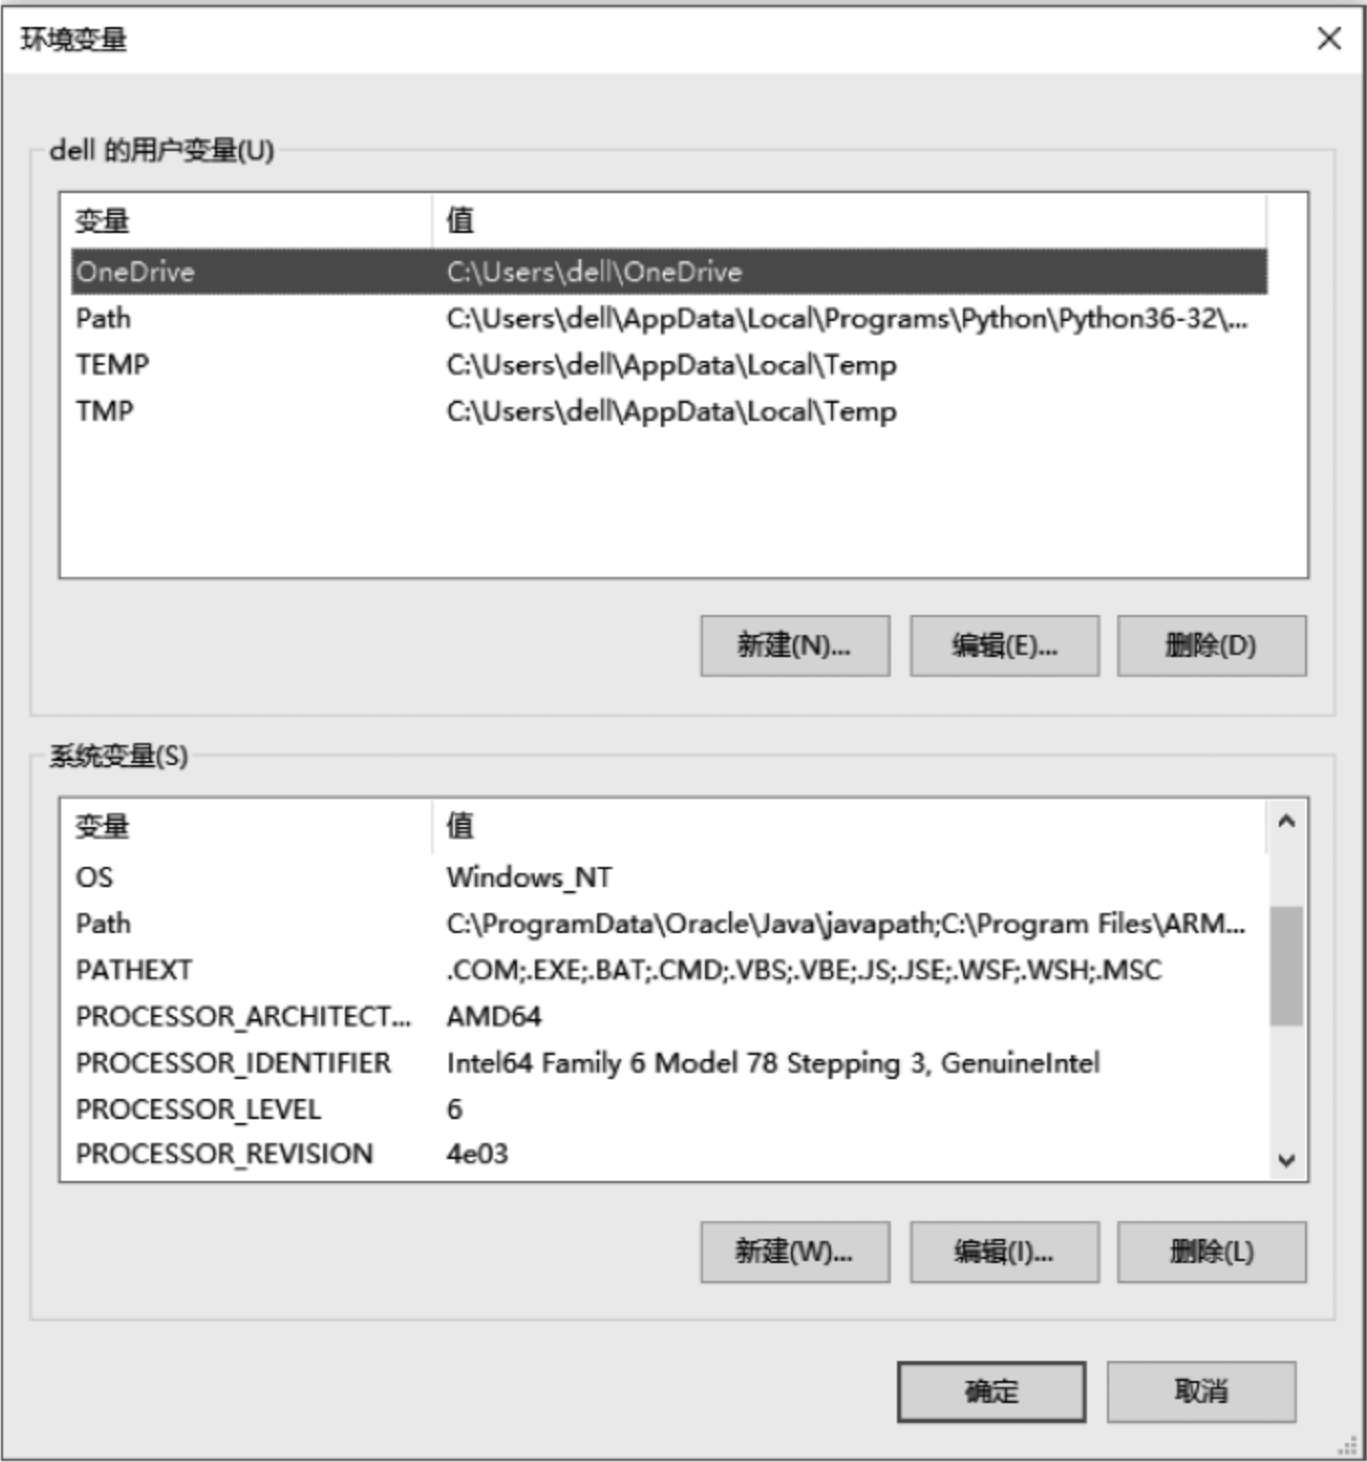 环境变量
dell 的用户变量(U)
变量 值
OneDrive C:\Users\dell\OneDrive
Path C:\Users\dell\AppData\Local\Programs\Python\Python36-32\...
TEMP C:\Users\dell\AppData\Local\Temp
TMP C:\Users\dell\AppData\Local\Temp
新建(N)... 编辑(E)... 删除(D)
系统变量(S)
变量 值
OS Windows_NT
Path C:\ProgramData\Oracle\Java\javapath;C:\Program Files\ARM...
PATHEXT .COM;.EXE;.BAT;.CMD;.VBS;.VBE;.JS;.JSE;.WSF;.WSH;.MSC
PROCESSOR_ARCHITECT... AMD64
PROCESSOR_IDENTIFIER Intel64 Family 6 Model 78 Stepping 3, GenuineIntel
PROCESSOR_LEVEL 6
PROCESSOR_REVISION 4e03
新建(W)... 编辑(I)... 删除(L)
确定 取消